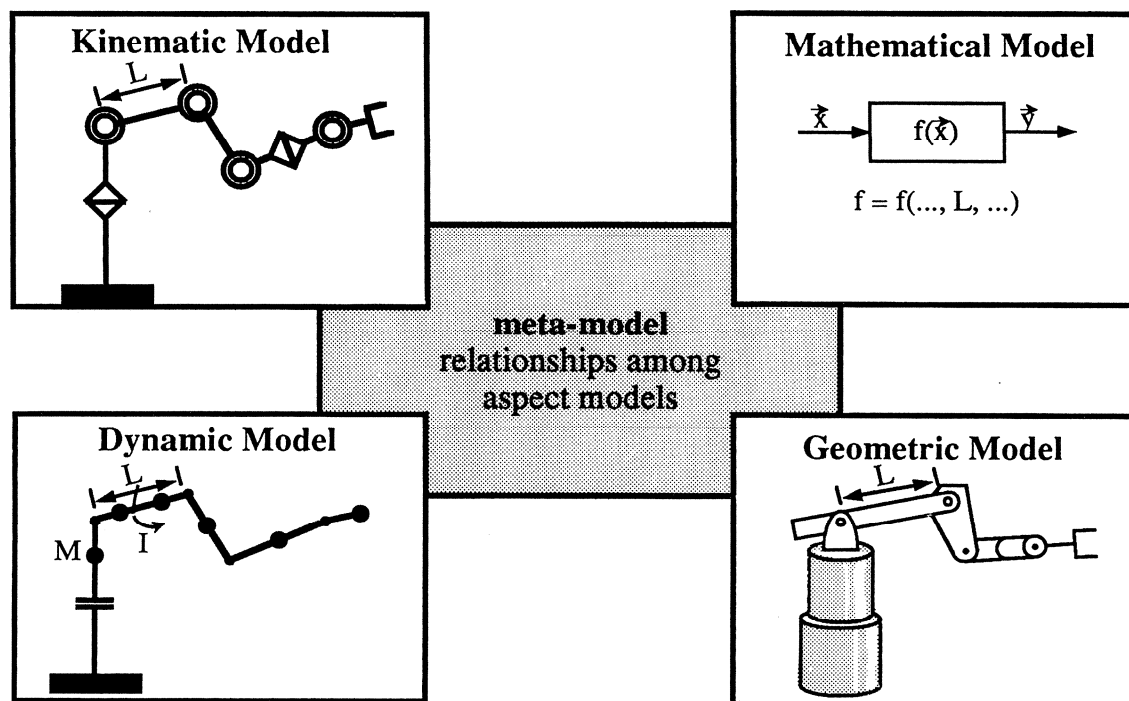 Kinematic Model
L
Mathematical Model
x⃗
f(x⃗)
y⃗
f = f(..., L, ...)
meta-model
relationships among
aspect models
Dynamic Model
L
I
M
Geometric Model
L